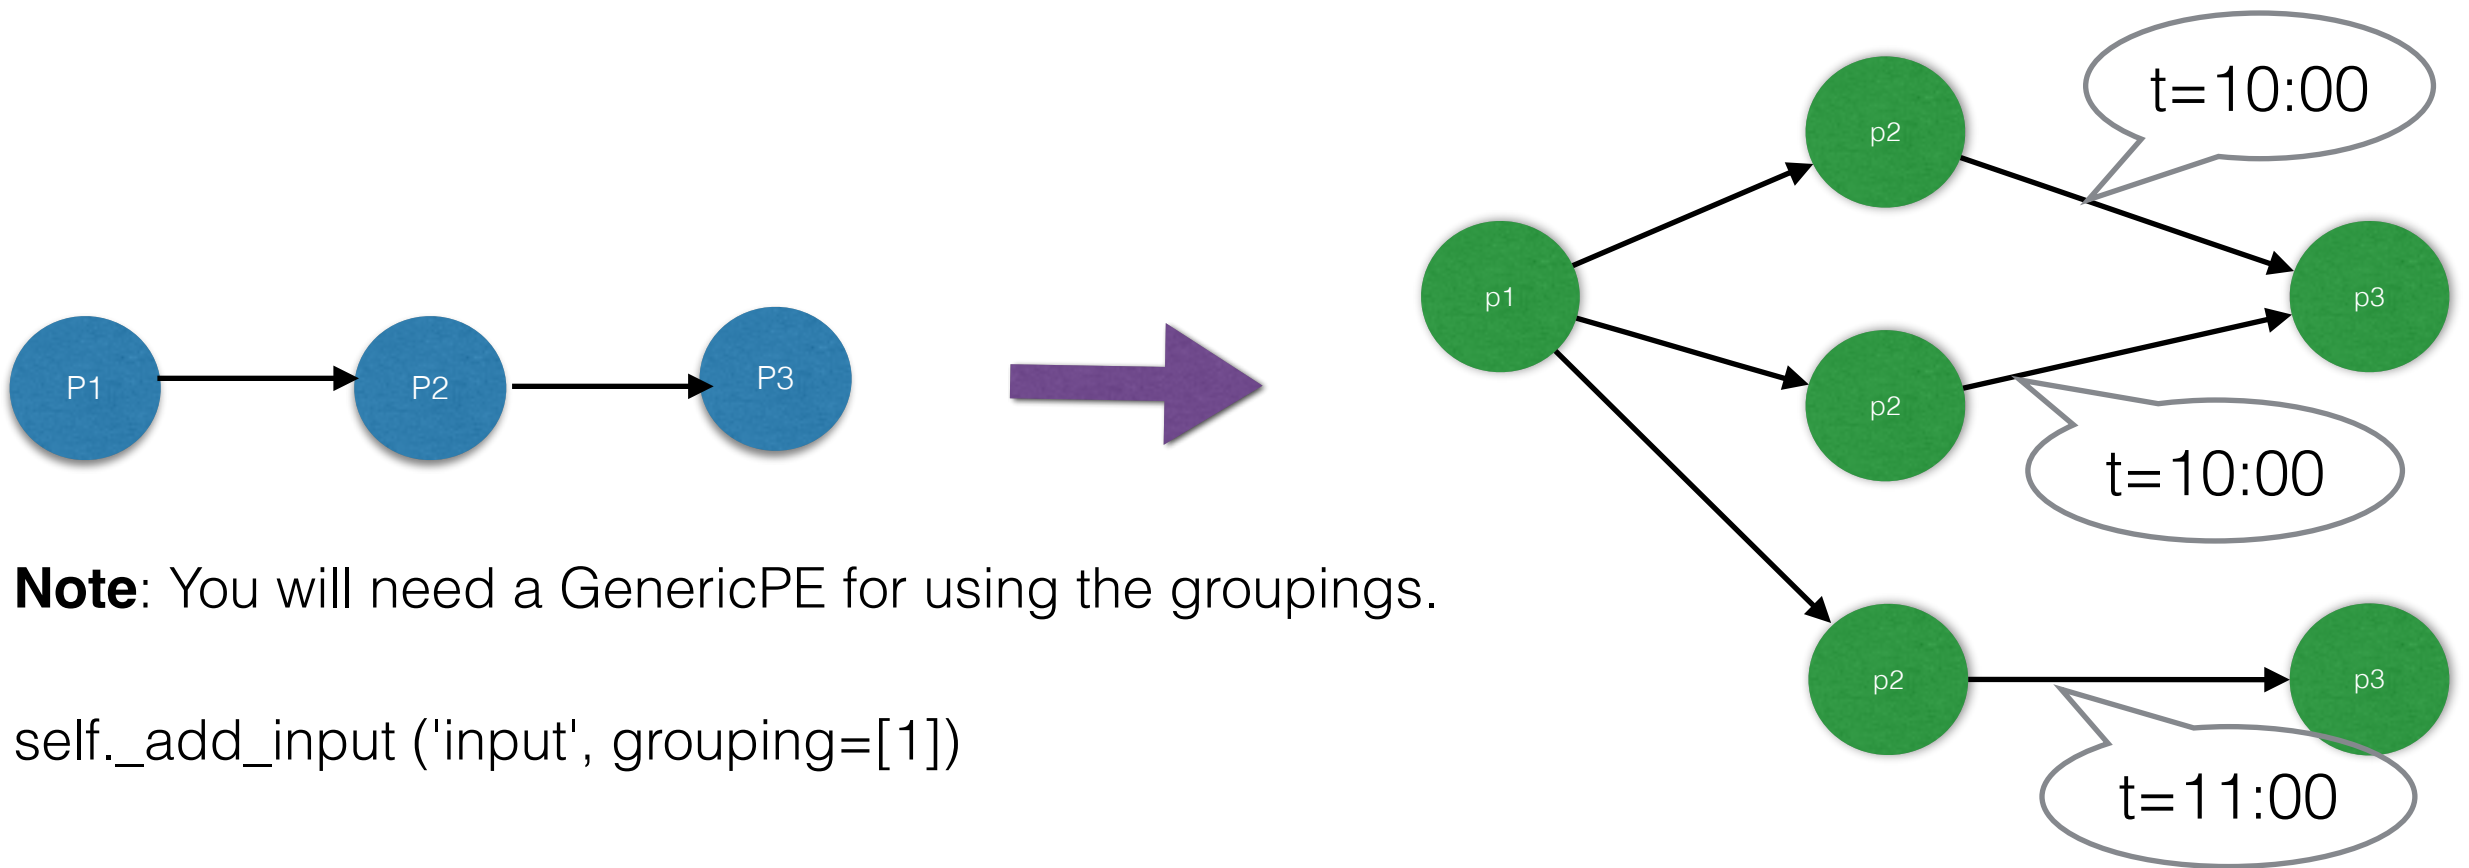 P1
P2
P3
p1
p2
p2
p2
p3
p3
t=10:00
t=10:00
t=11:00
Note: You will need a GenericPE for using the groupings.
self._add_input ('input', grouping=[1])